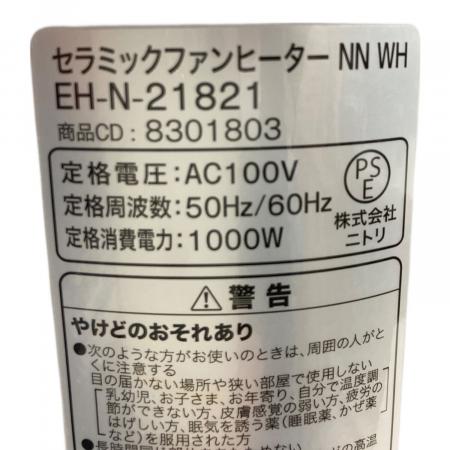 セラミックファンヒーター NN WH
EH-N-21821
商品CD：8301803
定格電圧：AC100V
定格周波数：50Hz/60Hz
定格消費電力：1000W
PS
E
株式会社
ニトリ
警告
やけどのおそれあり
●次のような方がお使いのときは、周囲の人がと
くに注意する
目の届かない場所や狭い部屋で使用しない
乳幼児、お子さま、お年寄り、自分で温度調
節ができない方、皮膚感覚の弱い方、疲労の
はげしい方、眠気を誘う薬（睡眠薬、かぜ薬
など）を服用された方